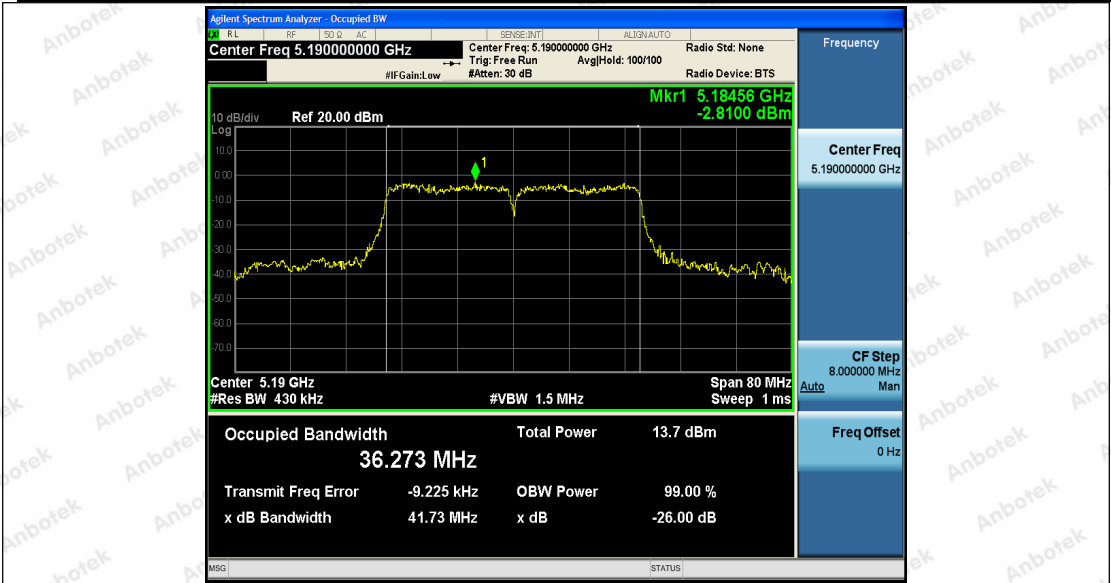 Agilent Spectrum Analyzer - Occupied BW
LXI RL RF 50 Ω AC SENSE:INT ALIGN AUTO
Center Freq 5.190000000 GHz
Center Freq: 5.190000000 GHz Radio Std: None
Trig: Free Run Avg|Hold: 100/100
#IFGain:Low #Atten: 30 dB Radio Device: BTS
Mkr1 5.18456 GHz
-2.8100 dBm
10 dB/div Ref 20.00 dBm
Log
10.0
0.00
-10.0
-20.0
-30.0
-40.0
-50.0
-60.0
-70.0
1
Center 5.19 GHz Span 80 MHz
#Res BW 430 kHz #VBW 1.5 MHz Sweep 1 ms
Occupied Bandwidth Total Power 13.7 dBm
36.273 MHz
Transmit Freq Error -9.225 kHz OBW Power 99.00 %
x dB Bandwidth 41.73 MHz x dB -26.00 dB
MSG STATUS
Frequency
Center Freq
5.190000000 GHz
CF Step
8.000000 MHz
Auto Man
Freq Offset
0 Hz
Anbotek